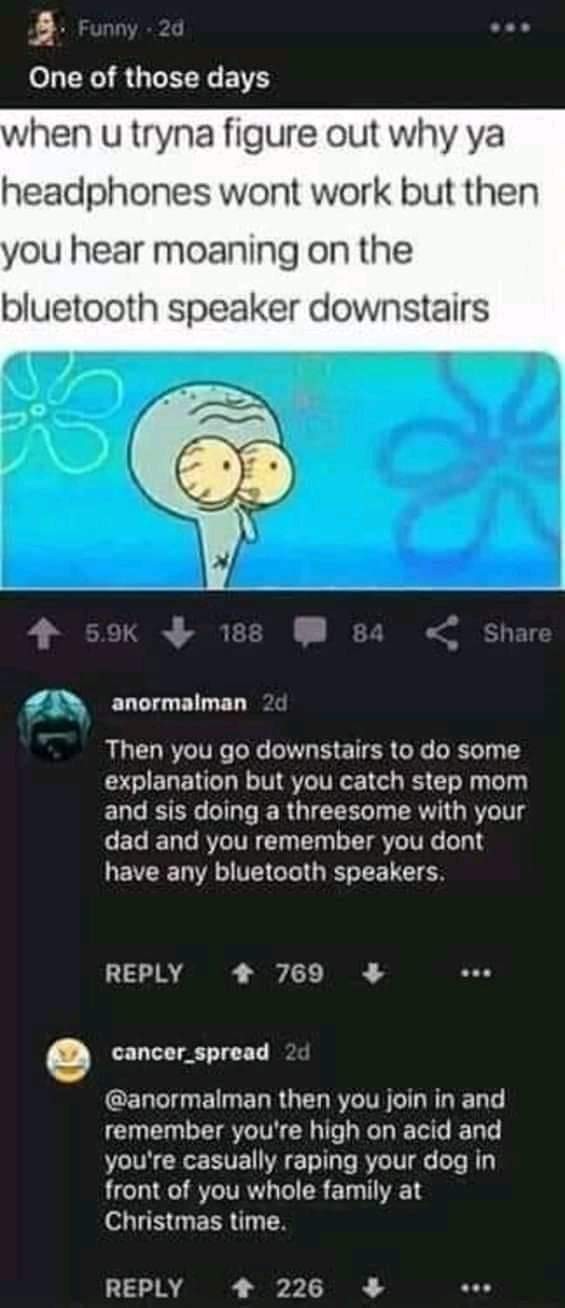 Funny · 2d
One of those days
when u tryna figure out why ya
headphones wont work but then
you hear moaning on the
bluetooth speaker downstairs
5.9K 188 84 Share
anormalman 2d
Then you go downstairs to do some
explanation but you catch step mom
and sis doing a threesome with your
dad and you remember you dont
have any bluetooth speakers.
REPLY 769
cancer_spread 2d
@anormalman then you join in and
remember you're high on acid and
you're casually raping your dog in
front of you whole family at
Christmas time.
REPLY 226